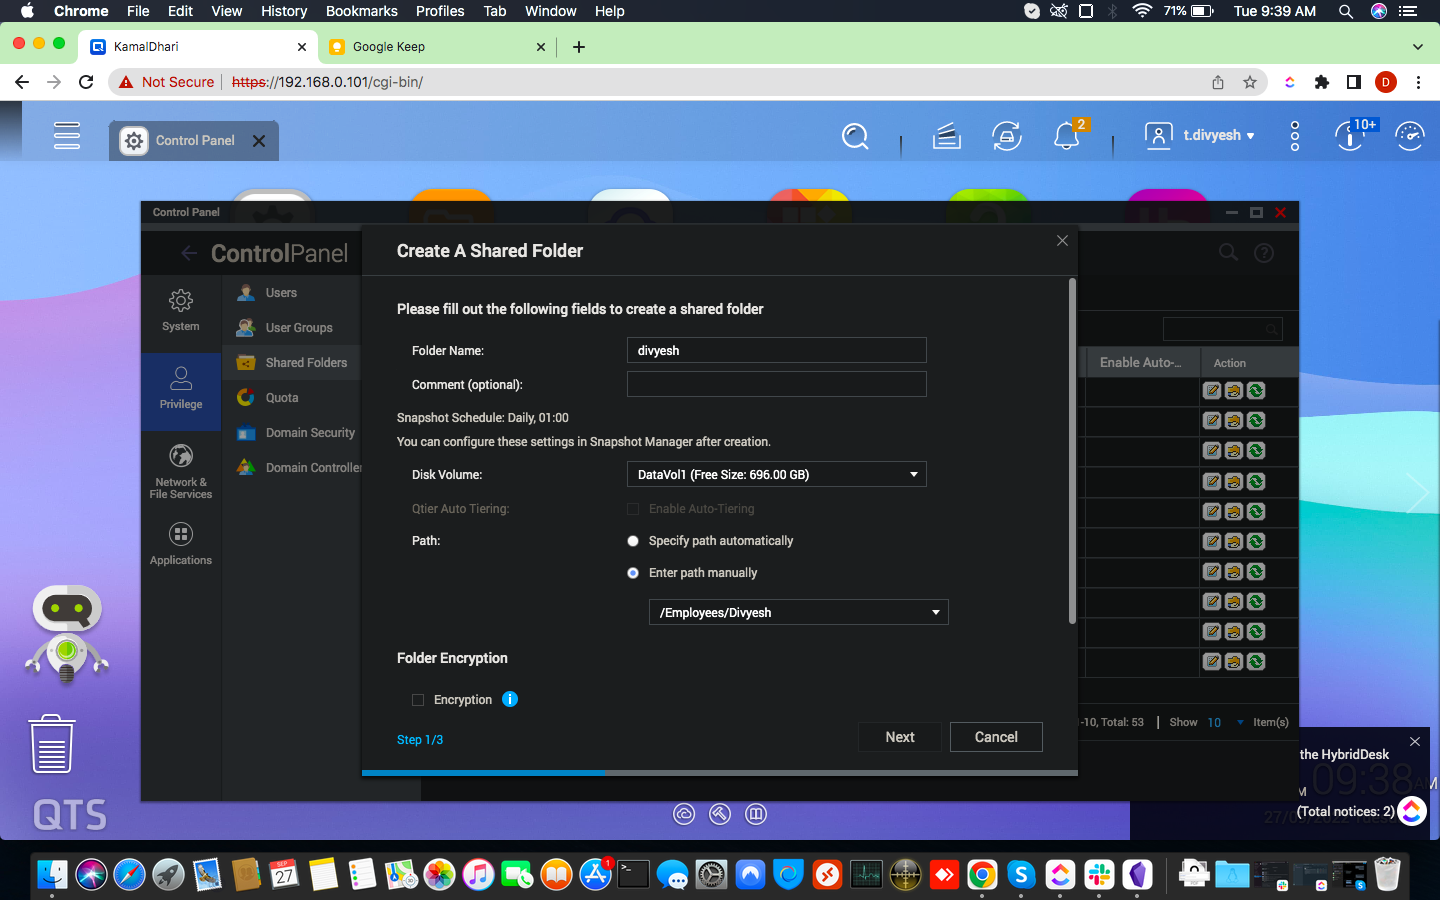 Chrome File Edit View History Bookmarks Profiles Tab Window Help 71% Tue 9:39 AM
KamalDhari Google Keep
Not Secure https://192.168.0.101/cgi-bin/ D
Control Panel 2 t.divyesh 10+
Control Panel
ControlPanel
Create A Shared Folder
System
Privilege
Network &
File Services
Applications
Users
User Groups
Shared Folders
Quota
Domain Security
Domain Controller
Please fill out the following fields to create a shared folder
Folder Name: divyesh
Comment (optional):
Snapshot Schedule: Daily, 01:00
You can configure these settings in Snapshot Manager after creation.
Disk Volume: DataVol1 (Free Size: 696.00 GB)
Qtier Auto Tiering: Enable Auto-Tiering
Path: Specify path automatically
Enter path manually
/Employees/Divyesh
Folder Encryption
Encryption
Step 1/3
Next Cancel
Enable Auto-... Action
-10, Total: 53 | Show 10 Item(s)
the HybridDesk
09:38 AM
(Total notices: 2)
QTS
SEP
27
1